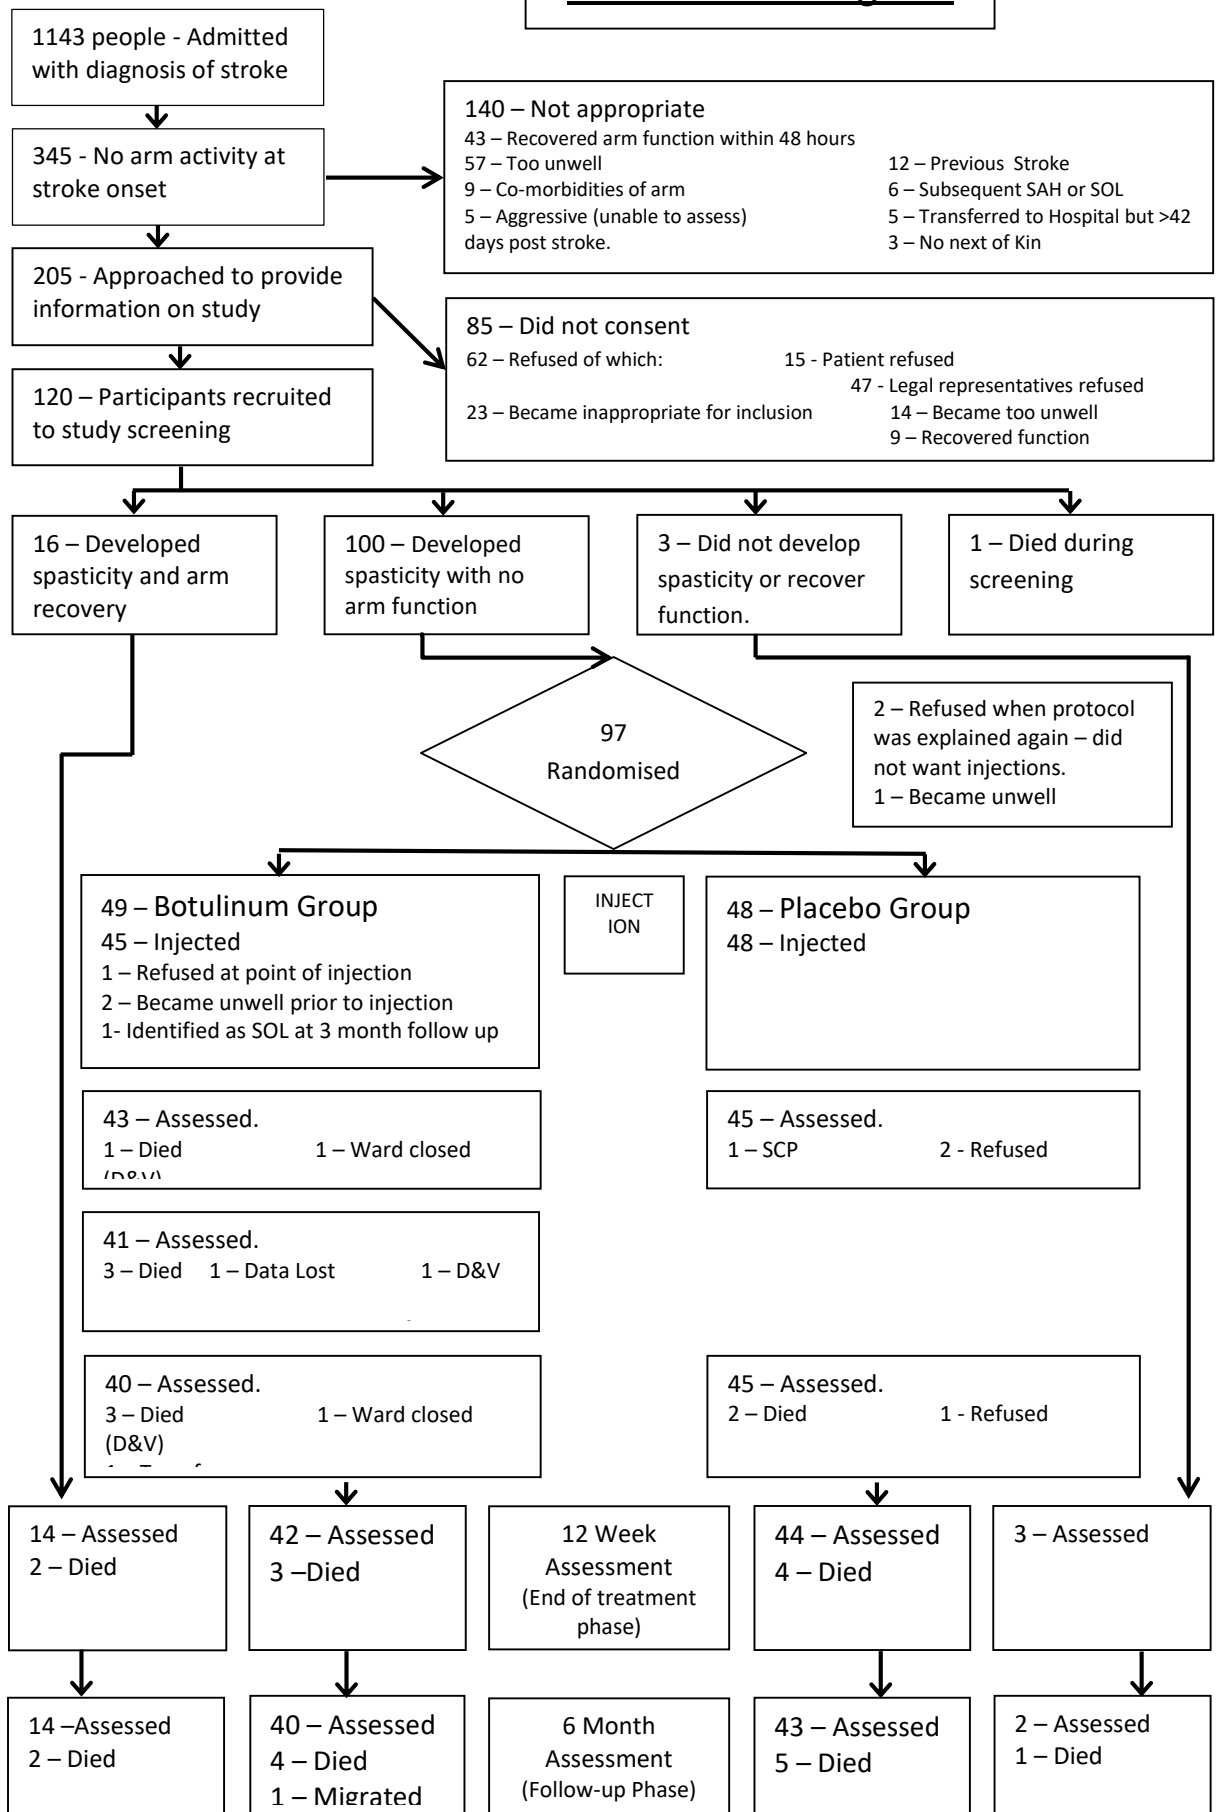 1143 people - Admitted
with diagnosis of stroke
345 - No arm activity at
stroke onset
140 – Not appropriate
43 – Recovered arm function within 48 hours
57 – Too unwell 12 – Previous Stroke
9 – Co-morbidities of arm 6 – Subsequent SAH or SOL
5 – Aggressive (unable to assess) 5 – Transferred to Hospital but >42
days post stroke. 3 – No next of Kin
205 - Approached to provide
information on study
85 – Did not consent
62 – Refused of which: 15 - Patient refused
47 - Legal representatives refused
23 – Became inappropriate for inclusion 14 – Became too unwell
9 – Recovered function
120 – Participants recruited
to study screening
16 – Developed
spasticity and arm
recovery
100 – Developed
spasticity with no
arm function
3 – Did not develop
spasticity or recover
function.
1 – Died during
screening
97
Randomised
2 – Refused when protocol
was explained again – did
not want injections.
1 – Became unwell
49 – Botulinum Group
45 – Injected
1 – Refused at point of injection
2 – Became unwell prior to injection
1- Identified as SOL at 3 month follow up
INJECT
ION
48 – Placebo Group
48 – Injected
43 – Assessed.
1 – Died 1 – Ward closed
(D&V)
45 – Assessed.
1 – SCP 2 - Refused
41 – Assessed.
3 – Died 1 – Data Lost 1 – D&V
40 – Assessed.
3 – Died 1 – Ward closed
(D&V)
45 – Assessed.
2 – Died 1 - Refused
14 – Assessed
2 – Died
42 – Assessed
3 –Died
12 Week
Assessment
(End of treatment
phase)
44 – Assessed
4 – Died
3 – Assessed
14 –Assessed
2 – Died
40 – Assessed
4 – Died
1 – Migrated
6 Month
Assessment
(Follow-up Phase)
43 – Assessed
5 – Died
2 – Assessed
1 – Died